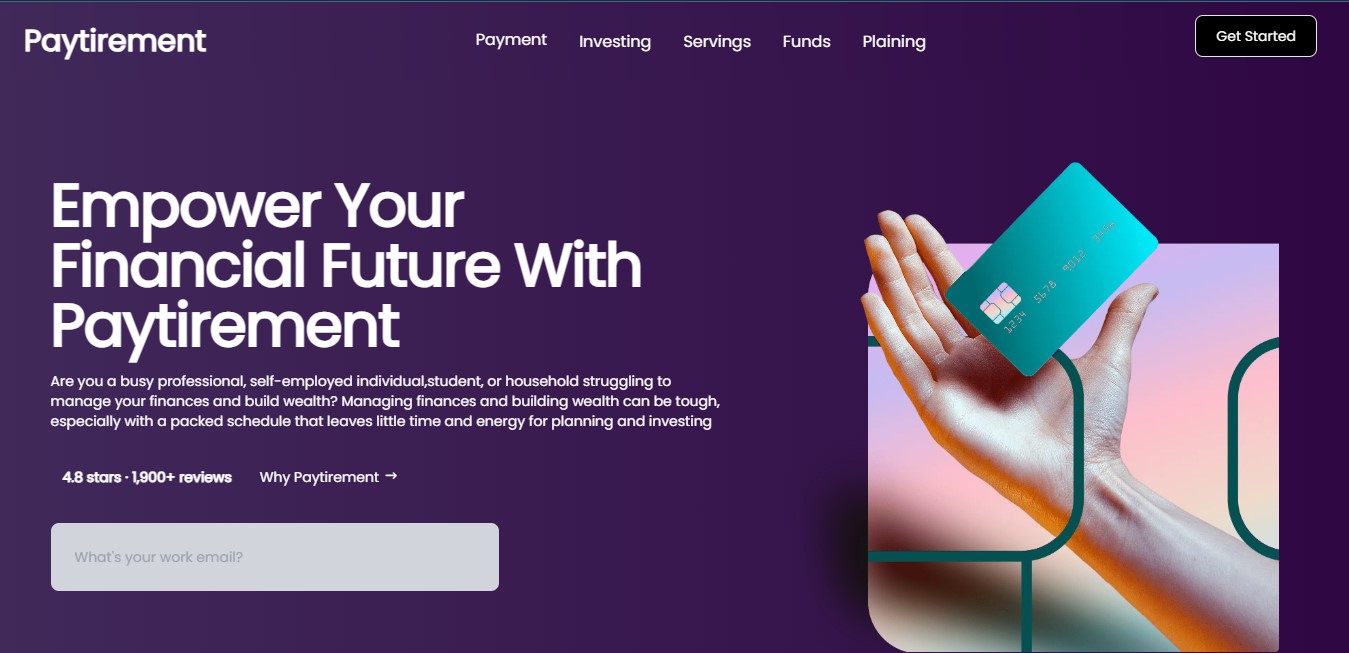 Paytirement
Payment Investing Servings Funds Plaining
Get Started
Empower Your
Financial Future With
Paytirement
Are you a busy professional, self-employed individual,student, or household struggling to
manage your finances and build wealth? Managing finances and building wealth can be tough,
especially with a packed schedule that leaves little time and energy for planning and investing
4.8 stars · 1,900+ reviews Why Paytirement →
What's your work email?
1234 5678 9012